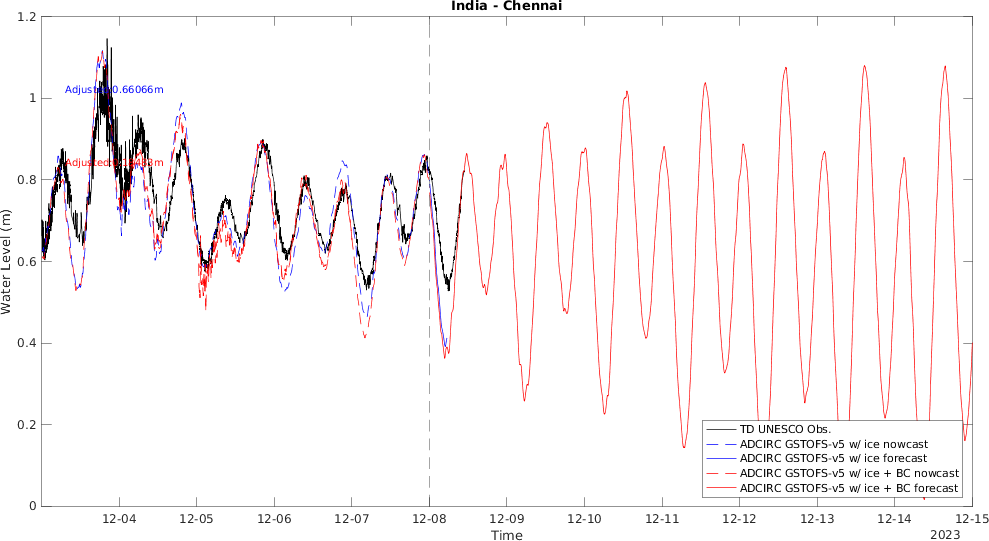 India - Chennai
1.2
1
0.8
0.6
0.4
0.2
0
Water Level (m)
Adjusted 0.66066m
12-04
12-05
12-06
12-07
12-08
12-09
12-10
12-11
12-12
12-13
12-14
12-15
Time
2023
TD UNESCO Obs.
ADCIRC GSTOFS-v5 w/ ice nowcast
ADCIRC GSTOFS-v5 w/ ice forecast
ADCIRC GSTOFS-v5 w/ ice + BC nowcast
ADCIRC GSTOFS-v5 w/ ice + BC forecast